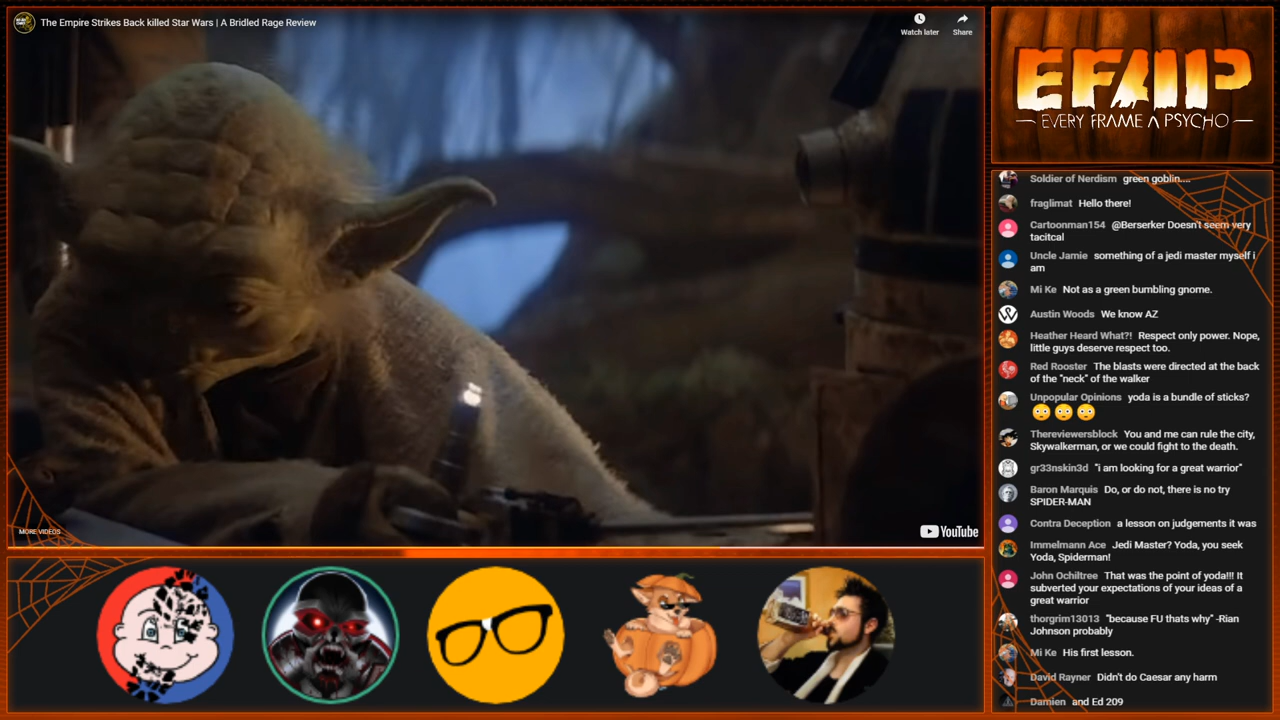 The Empire Strikes Back killed Star Wars | A Bridled Rage Review
Watch later
Share
MORE VIDEOS
YouTube
EFAP
EVERY FRAME A PSYCHO
Soldier of Nerdism green goblin....
fraglimat Hello there!
Cartoonman154 @Berserker Doesn't seem very
tacitcal
Uncle Jamie something of a jedi master myself i
am
Mi Ke Not as a green bumbling gnome.
Austin Woods We know AZ
Heather Heard What?! Respect only power. Nope,
little guys deserve respect too.
Red Rooster The blasts were directed at the back
of the "neck" of the walker
Unpopular Opinions yoda is a bundle of sticks?
😳😳😳
Thereviewersblock You and me can rule the city,
Skywalkerman, or we could fight to the death.
gr33nskin3d "i am looking for a great warrior"
Baron Marquis Do, or do not, there is no try
SPIDER-MAN
Contra Deception a lesson on judgements it was
Immelmann Ace Jedi Master? Yoda, you seek
Yoda, Spiderman!
John Ochiltree That was the point of yoda!!! It
subverted your expectations of your ideas of a
great warrior
thorgrim13013 "because FU thats why" -Rian
Johnson probably
Mi Ke His first lesson.
David Rayner Didn't do Caesar any harm
Damien and Ed 209